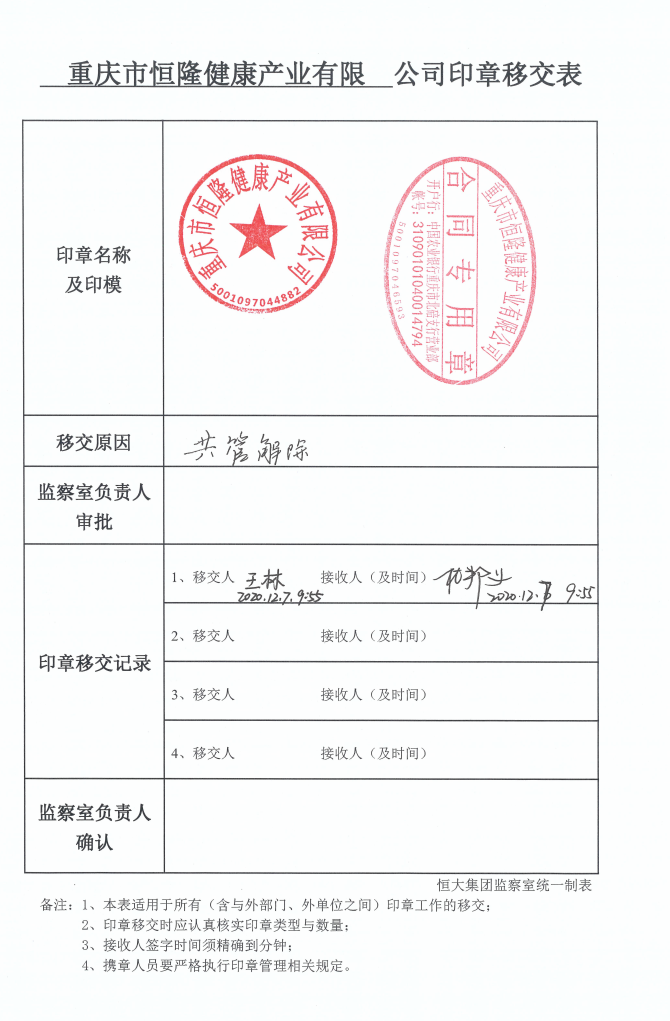 重庆市恒隆健康产业有限 公司印章移交表
印章名称
及印模
重庆市恒隆健康产业有限公司
5001097044882
重庆市恒隆健康产业有限公司
合同专用章
开户行:中国农业银行重庆市北碚支行营业部
帐号:31090101040014794
5001097046593
移交原因
共管解除
监察室负责人
审批
印章移交记录
1、移交人 王林 接收人(及时间)
2020.12.7. 9:55 2020.12.7 9:55
2、移交人 接收人(及时间)
3、移交人 接收人(及时间)
4、移交人 接收人(及时间)
监察室负责人
确认
恒大集团监察室统一制表
备注:1、本表适用于所有(含与外部门、外单位之间)印章工作的移交;
2、印章移交时应认真核实印章类型与数量;
3、接收人签字时间须精确到分钟;
4、携章人员要严格执行印章管理相关规定。